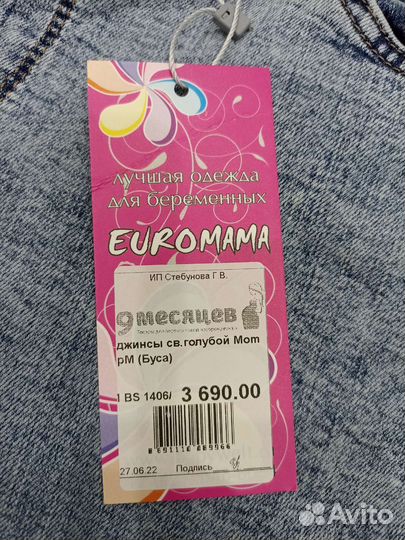 лучшая одежда
для беременных
EUROMAMA
ИП Стебунова Г.В.
9 месяцев
джинсы св.голубой Mom
рМ (Буса)
BS 1406/ 3 690.00
27.06.22 Подпись
Avito